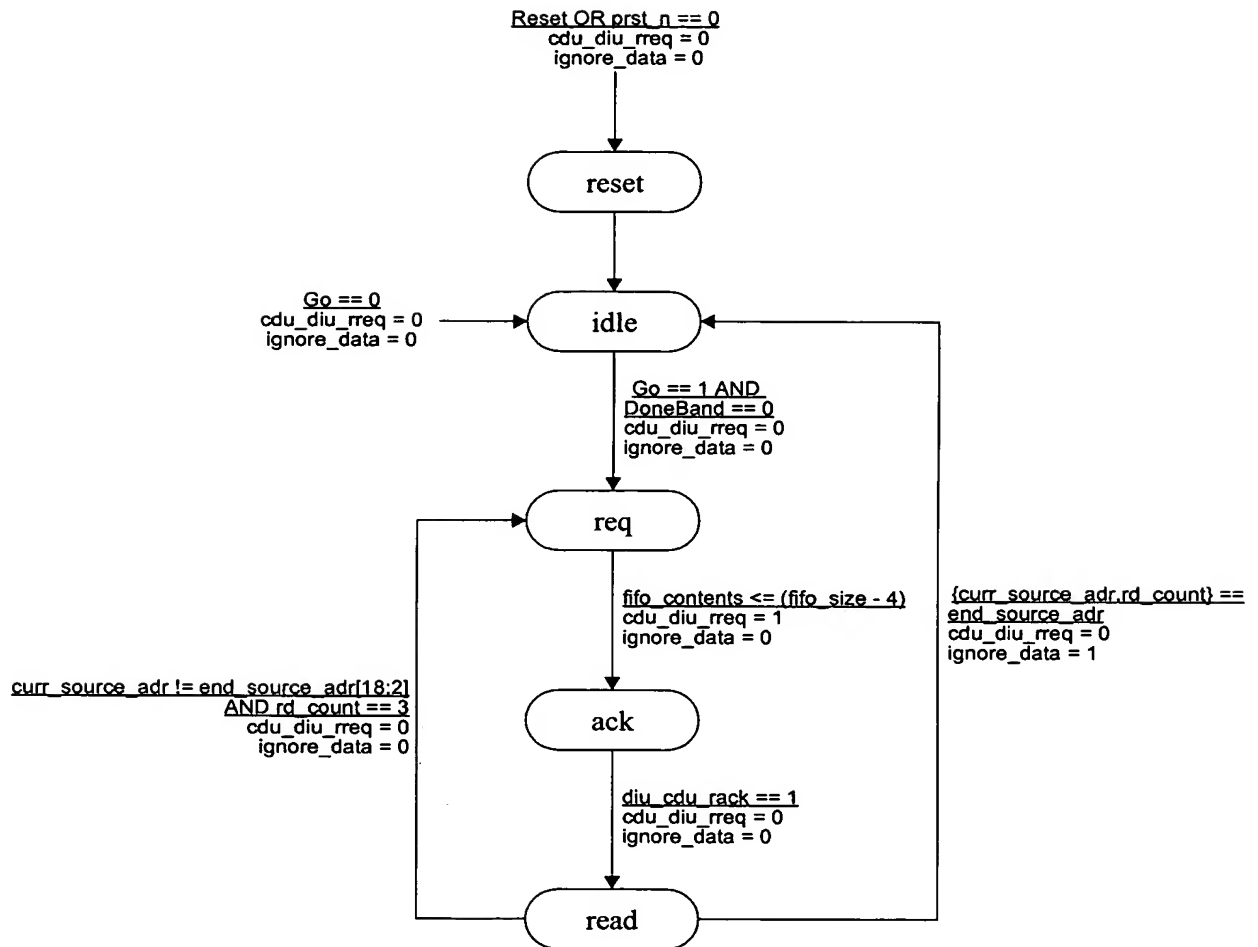 Reset OR prst_n == 0
cdu_diu_rreq = 0
ignore_data = 0
reset
Go == 0
cdu_diu_rreq = 0
ignore_data = 0
idle
Go == 1 AND
DoneBand == 0
cdu_diu_rreq = 0
ignore_data = 0
req
fifo_contents <= (fifo_size - 4)
cdu_diu_rreq = 1
ignore_data = 0
{curr_source_adr,rd_count} ==
end_source_adr
cdu_diu_rreq = 0
ignore_data = 1
curr_source_adr != end_source_adr[18:2]
AND rd_count == 3
cdu_diu_rreq = 0
ignore_data = 0
ack
diu_cdu_rack == 1
cdu_diu_rreq = 0
ignore_data = 0
read